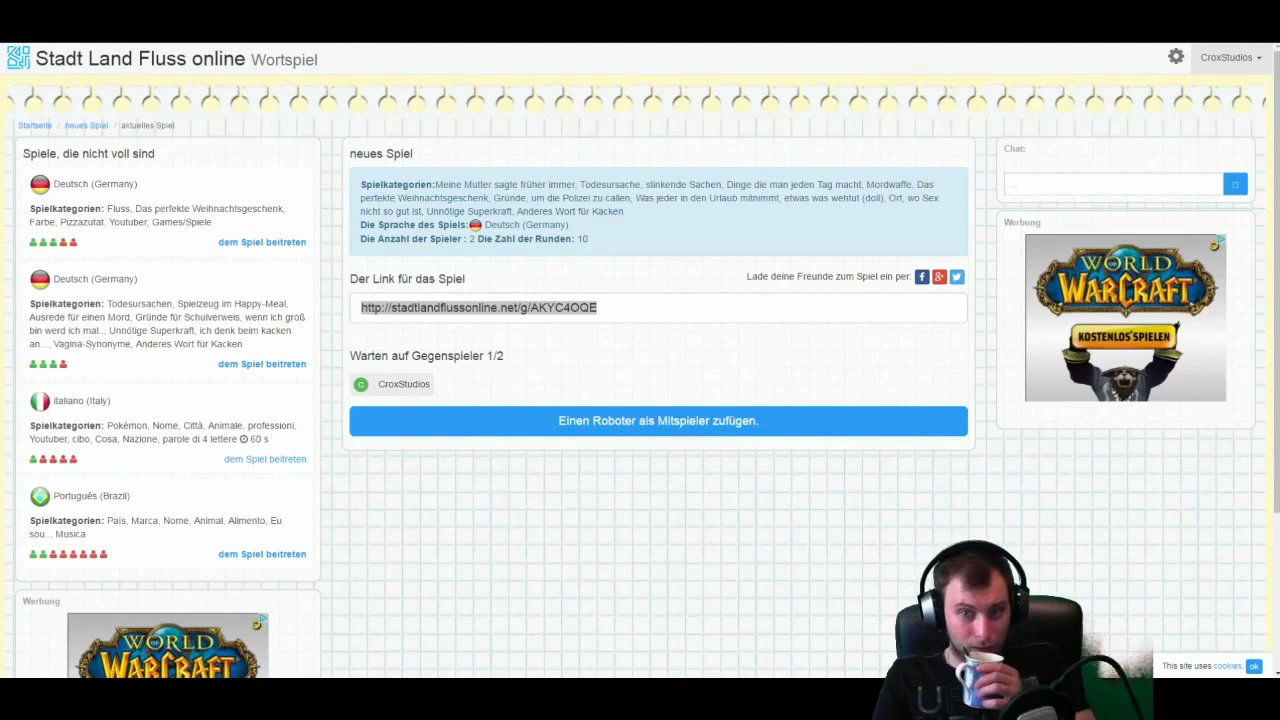 Stadt Land Fluss online Wortspiel
CroxStudios
Startseite / neues Spiel / aktuelles Spiel
Spiele, die nicht voll sind
Deutsch (Germany)
Spielkategorien: Fluss, Das perfekte Weihnachtsgeschenk,
Farbe, Pizzazutat, Youtuber, Games/Spiele
dem Spiel beitreten
Deutsch (Germany)
Spielkategorien: Todesursachen, Spielzeug im Happy-Meal,
Ausrede für einen Mord, Gründe für Schulverweis, wenn ich groß
bin werd ich mal.., Unnötige Superkraft, ich denk beim kacken
an..., Vagina-Synonyme, Anderes Wort für Kacken
dem Spiel beitreten
italiano (Italy)
Spielkategorien: Pokémon, Nome, Città, Animale, professioni,
Youtuber, cibo, Cosa, Nazione, parole di 4 lettere 60 s
dem Spiel beitreten
Português (Brazil)
Spielkategorien: País, Marca, Nome, Animal, Alimento, Eu
sou.., Musica
dem Spiel beitreten
Werbung
WORLD
OF
WARCRAFT
neues Spiel
Spielkategorien:Meine Mutter sagte früher immer, Todesursache, stinkende Sachen, Dinge die man jeden Tag macht, Mordwaffe, Das
perfekte Weihnachtsgeschenk, Gründe, um die Polizei zu callen, Was jeder in den Urlaub mitnimmt, etwas was wehtut (doll), Ort, wo Sex
nicht so gut ist, Unnötige Superkraft, Anderes Wort für Kacken
Die Sprache des Spiels: Deutsch (Germany)
Die Anzahl der Spieler : 2 Die Zahl der Runden: 10
Der Link für das Spiel
Lade deine Freunde zum Spiel ein per:
http://stadtlandflussonline.net/g/AKYC4OQE
Warten auf Gegenspieler 1/2
C CroxStudios
Einen Roboter als Mitspieler zufügen.
Chat:
...
Werbung
WORLD
OF
WARCRAFT
KOSTENLOS SPIELEN
This site uses cookies. ok